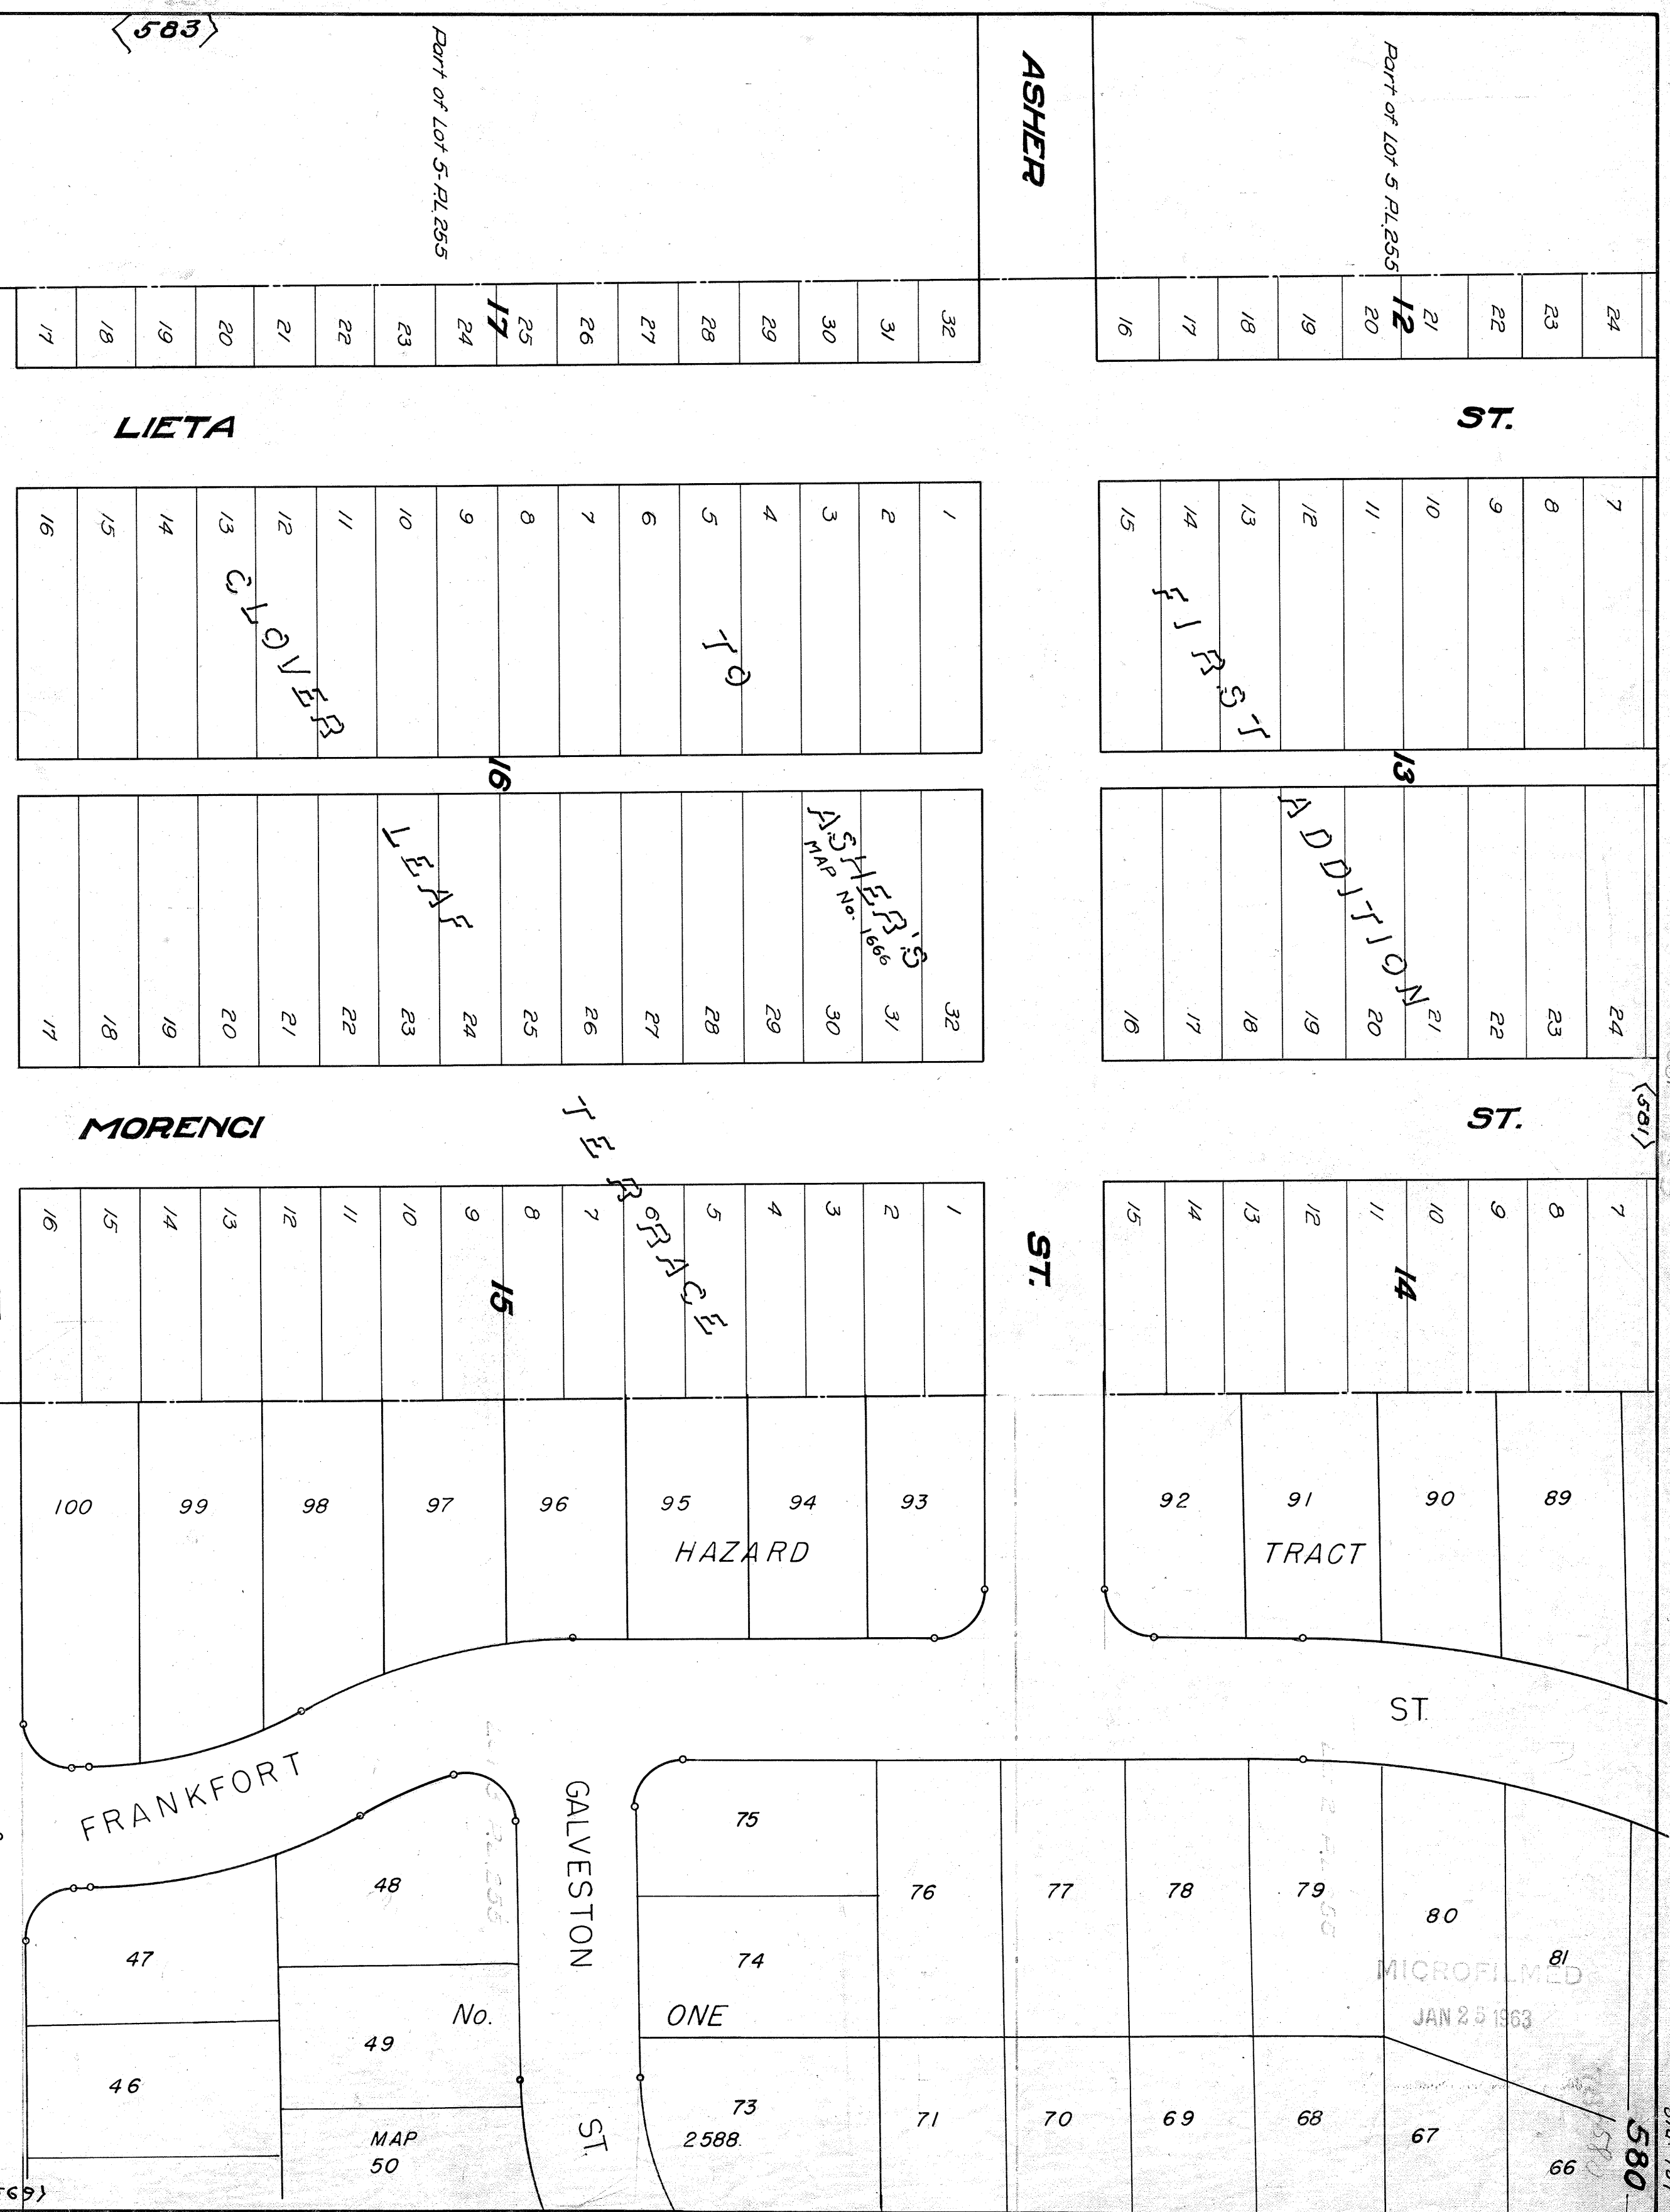 <583>
Part of Lot 5-P.L.255
ASHER
Part of Lot 5 P.L.255
17 18 19 20 21 22 23 24 25 26 27 28 29 30 31 32
17
16 17 18 19 20 21 22 23 24
12
LIETA ST.
16 15 14 13 12 11 10 9 8 7 6 5 4 3 2 1
15 14 13 12 11 10 9 8 7
CLOVER
TO
FIRST
16
13
LEAF
ASHER'S
MAP No. 1666
ADDITION
17 18 19 20 21 22 23 24 25 26 27 28 29 30 31 32
16 17 18 19 20 21 22 23 24
<581>
MORENCI ST.
TERRACE
16 15 14 13 12 11 10 9 8 7 6 5 4 3 2 1
15 14 13 12 11 10 9 8 7
ST.
15
14
100 99 98 97 96 95 94 93
92 91 90 89
HAZARD TRACT
FRANKFORT ST.
GALVESTON ST.
75
48
76 77 78 79
80
47
74
81
MICROFILMED
JAN 25 1963
No. ONE
49
46
73
2588.
71 70 69 68
67
66
MAP
50
580